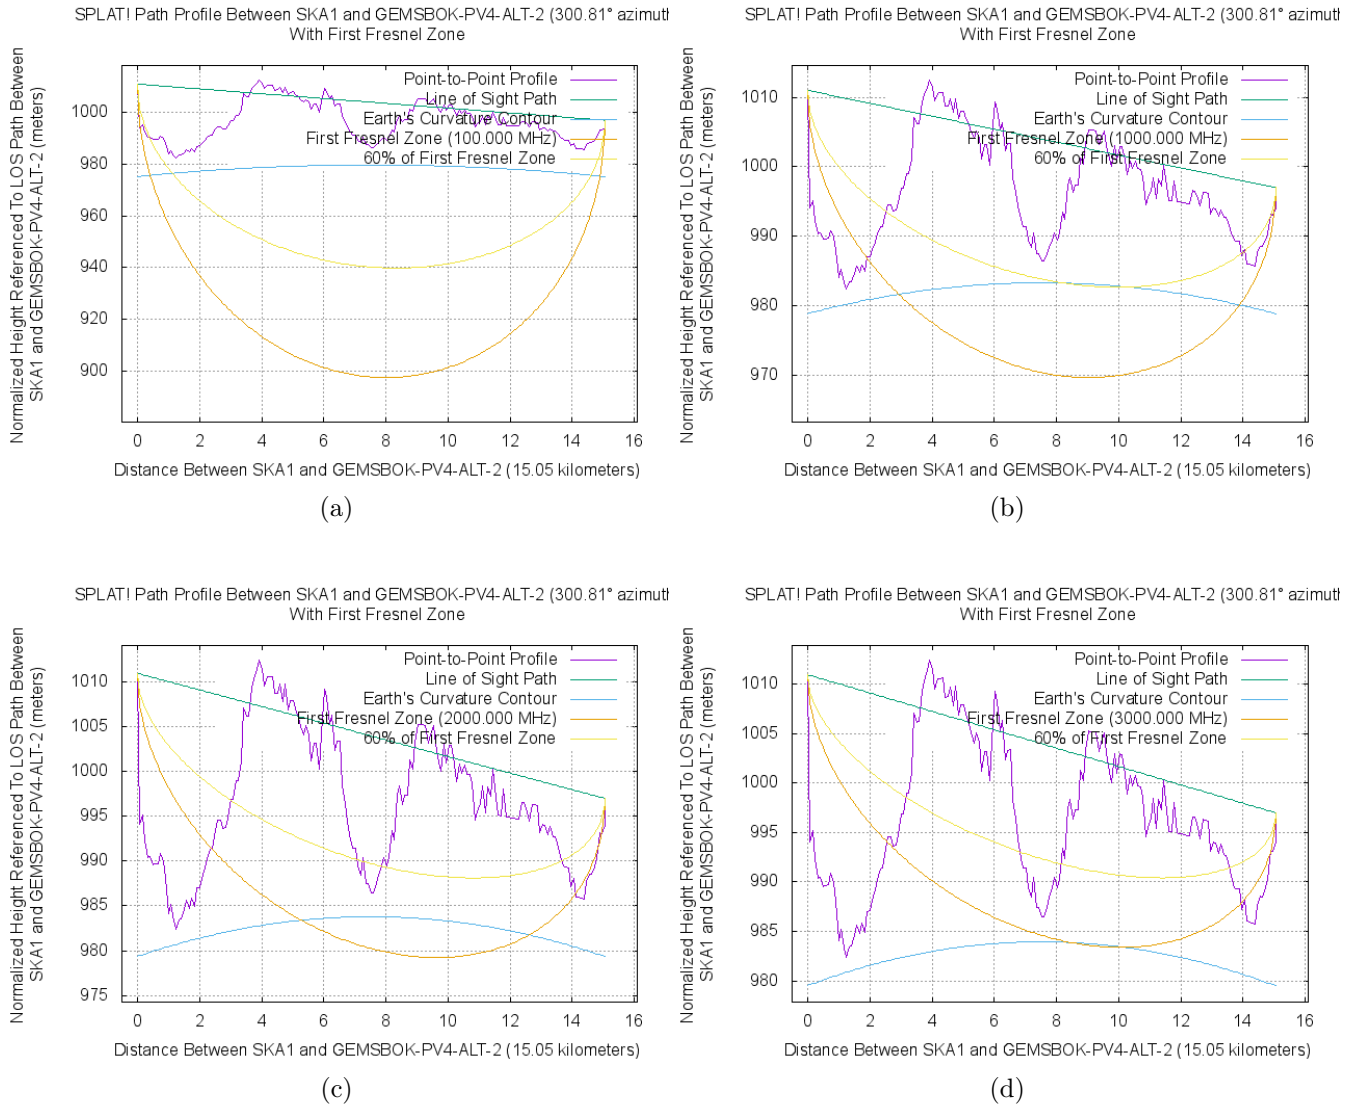 SPLAT! Path Profile Between SKA1 and GEMSBOK-PV4-ALT-2 (300.81° azimuth
With First Fresnel Zone
Normalized Height Referenced To LOS Path Between
SKA1 and GEMSBOK-PV4-ALT-2 (meters)
Point-to-Point Profile
Line of Sight Path
Earth's Curvature Contour
First Fresnel Zone (100.000 MHz)
60% of First Fresnel Zone
1000
980
960
940
920
900
0 2 4 6 8 10 12 14 16
Distance Between SKA1 and GEMSBOK-PV4-ALT-2 (15.05 kilometers)
(a)
SPLAT! Path Profile Between SKA1 and GEMSBOK-PV4-ALT-2 (300.81° azimuth
With First Fresnel Zone
Normalized Height Referenced To LOS Path Between
SKA1 and GEMSBOK-PV4-ALT-2 (meters)
Point-to-Point Profile
Line of Sight Path
Earth's Curvature Contour
First Fresnel Zone (1000.000 MHz)
60% of First Fresnel Zone
1010
1000
990
980
970
0 2 4 6 8 10 12 14 16
Distance Between SKA1 and GEMSBOK-PV4-ALT-2 (15.05 kilometers)
(b)
SPLAT! Path Profile Between SKA1 and GEMSBOK-PV4-ALT-2 (300.81° azimuth
With First Fresnel Zone
Normalized Height Referenced To LOS Path Between
SKA1 and GEMSBOK-PV4-ALT-2 (meters)
Point-to-Point Profile
Line of Sight Path
Earth's Curvature Contour
First Fresnel Zone (2000.000 MHz)
60% of First Fresnel Zone
1010
1005
1000
995
990
985
980
975
0 2 4 6 8 10 12 14 16
Distance Between SKA1 and GEMSBOK-PV4-ALT-2 (15.05 kilometers)
(c)
SPLAT! Path Profile Between SKA1 and GEMSBOK-PV4-ALT-2 (300.81° azimuth
With First Fresnel Zone
Normalized Height Referenced To LOS Path Between
SKA1 and GEMSBOK-PV4-ALT-2 (meters)
Point-to-Point Profile
Line of Sight Path
Earth's Curvature Contour
First Fresnel Zone (3000.000 MHz)
60% of First Fresnel Zone
1010
1005
1000
995
990
985
980
0 2 4 6 8 10 12 14 16
Distance Between SKA1 and GEMSBOK-PV4-ALT-2 (15.05 kilometers)
(d)